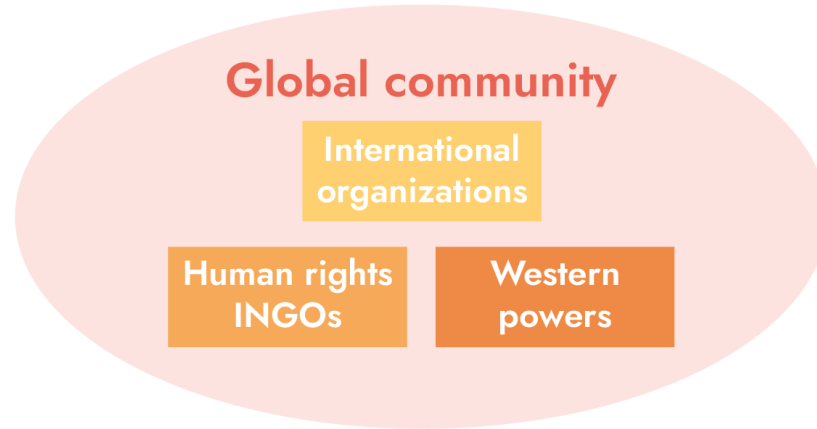 Global community
International
organizations
Human rights
INGOs
Western
powers